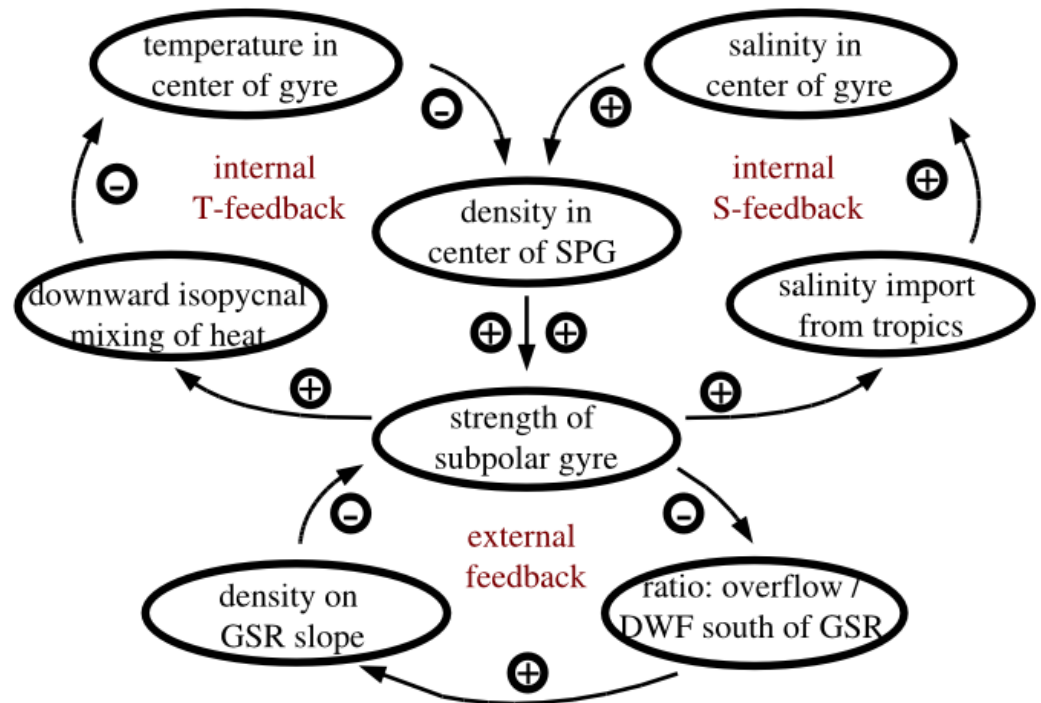 temperature in
center of gyre
salinity in
center of gyre
-
+
internal
T-feedback
internal
S-feedback
-
+
density in
center of SPG
downward isopycnal
mixing of heat
salinity import
from tropics
+ +
+
+
strength of
subpolar gyre
-
-
external
feedback
density on
GSR slope
ratio: overflow /
DWF south of GSR
+